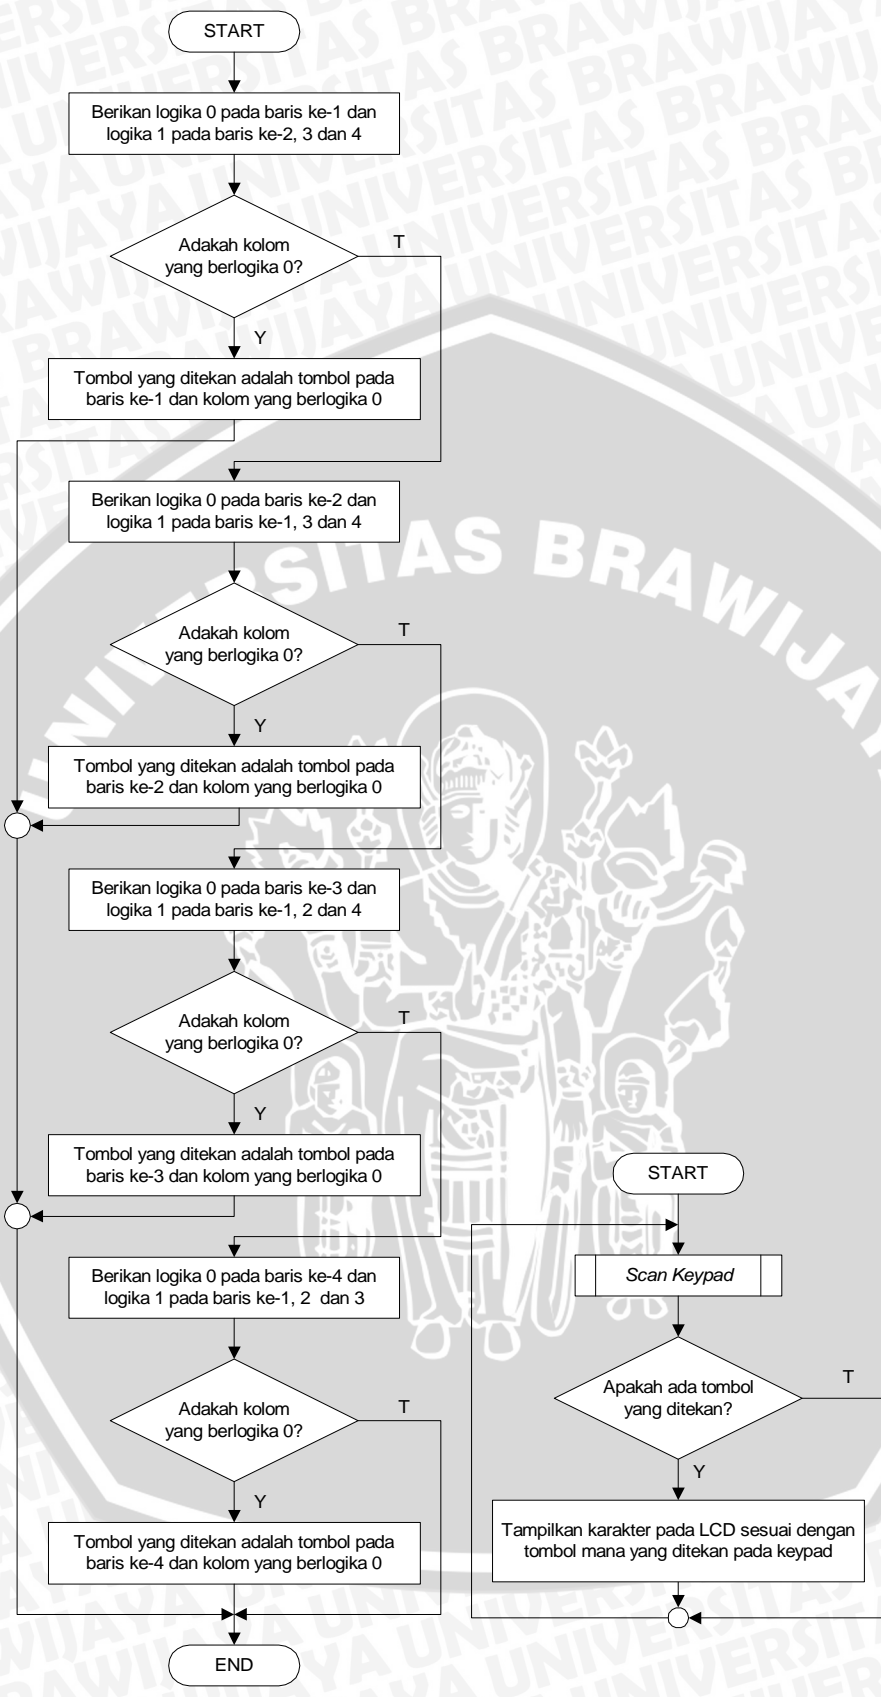 START
Berikan logika 0 pada baris ke-1 dan
logika 1 pada baris ke-2, 3 dan 4
Adakah kolom
yang berlogika 0?
T
Y
Tombol yang ditekan adalah tombol pada
baris ke-1 dan kolom yang berlogika 0
Berikan logika 0 pada baris ke-2 dan
logika 1 pada baris ke-1, 3 dan 4
Adakah kolom
yang berlogika 0?
T
Y
Tombol yang ditekan adalah tombol pada
baris ke-2 dan kolom yang berlogika 0
Berikan logika 0 pada baris ke-3 dan
logika 1 pada baris ke-1, 2 dan 4
Adakah kolom
yang berlogika 0?
T
Y
Tombol yang ditekan adalah tombol pada
baris ke-3 dan kolom yang berlogika 0
Berikan logika 0 pada baris ke-4 dan
logika 1 pada baris ke-1, 2 dan 3
Adakah kolom
yang berlogika 0?
T
Y
Tombol yang ditekan adalah tombol pada
baris ke-4 dan kolom yang berlogika 0
END
START
Scan Keypad
Apakah ada tombol
yang ditekan?
T
Y
Tampilkan karakter pada LCD sesuai dengan
tombol mana yang ditekan pada keypad
UNIVERSITAS BRAWIJAYA